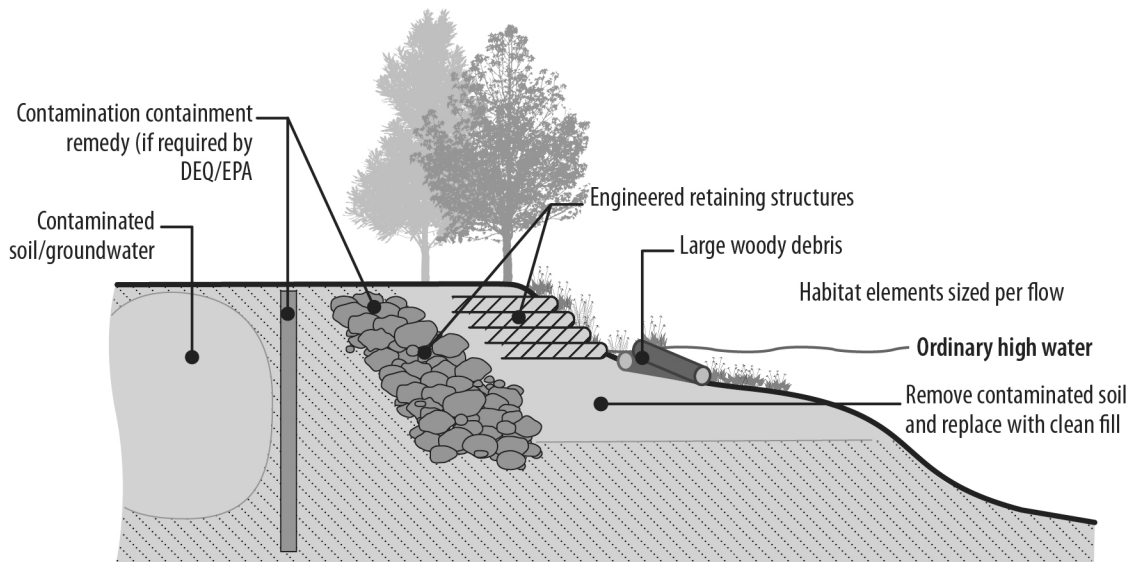 Contamination containment
remedy (if required by
DEQ/EPA
Contaminated
soil/groundwater
Engineered retaining structures
Large woody debris
Habitat elements sized per flow
Ordinary high water
Remove contaminated soil
and replace with clean fill